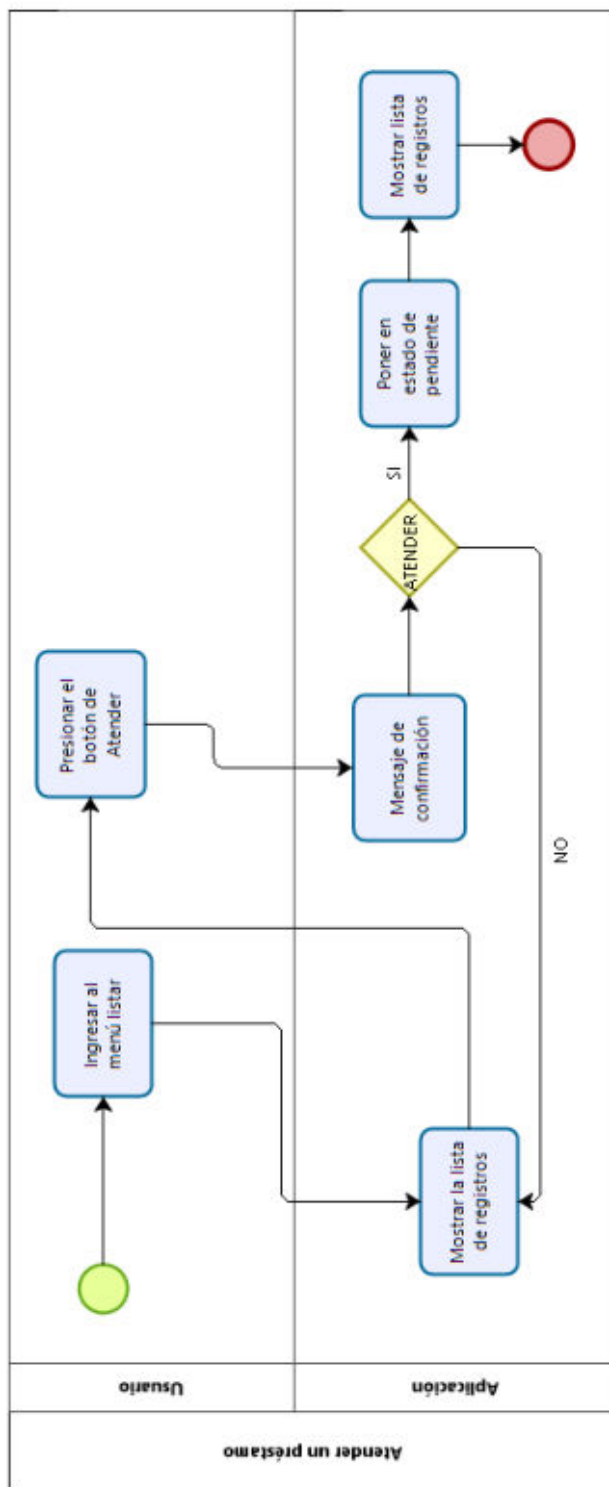 Atender un préstamo
Usuario
Aplicación
Ingresar al
menú listar
Mostrar la lista
de registros
Presionar el
botón de
Atender
Mensaje de
confirmación
ATENDER
SI
NO
Poner en
estado de
pendiente
Mostrar lista
de registros